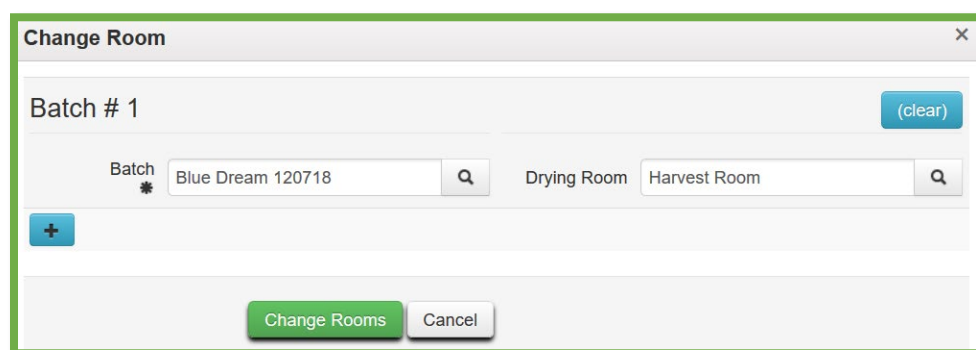 Change Room ×
Batch # 1 (clear)
Batch Blue Dream 120718 Drying Room Harvest Room
Change Rooms Cancel